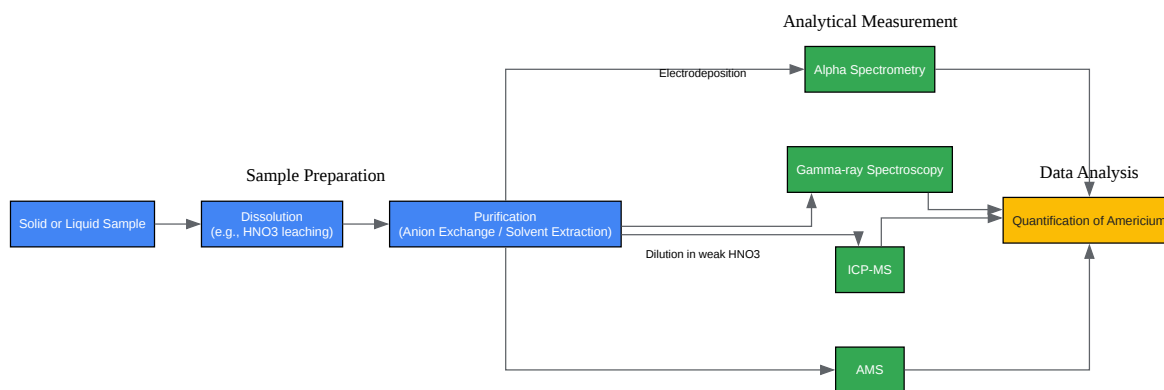 Analytical Measurement
Electrodeposition
Alpha Spectrometry
Sample Preparation
Gamma-ray Spectroscopy
Data Analysis
Solid or Liquid Sample
Dissolution
(e.g., HNO3 leaching)
Purification
(Anion Exchange / Solvent Extraction)
Quantification of Americium
Dilution in weak HNO3
ICP-MS
AMS